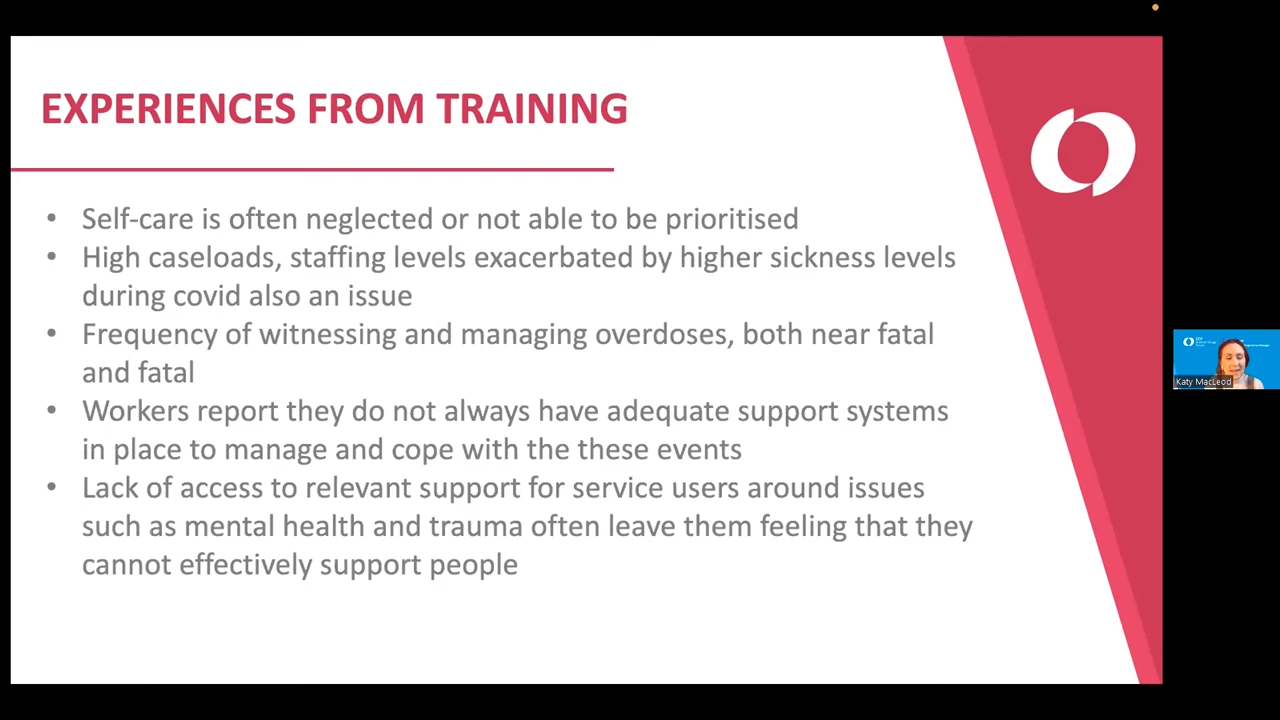 EXPERIENCES FROM TRAINING
• Self-care is often neglected or not able to be prioritised
• High caseloads, staffing levels exacerbated by higher sickness levels
during covid also an issue
• Frequency of witnessing and managing overdoses, both near fatal
and fatal
• Workers report they do not always have adequate support systems
in place to manage and cope with the these events
• Lack of access to relevant support for service users around issues
such as mental health and trauma often leave them feeling that they
cannot effectively support people
Katy MacLeod